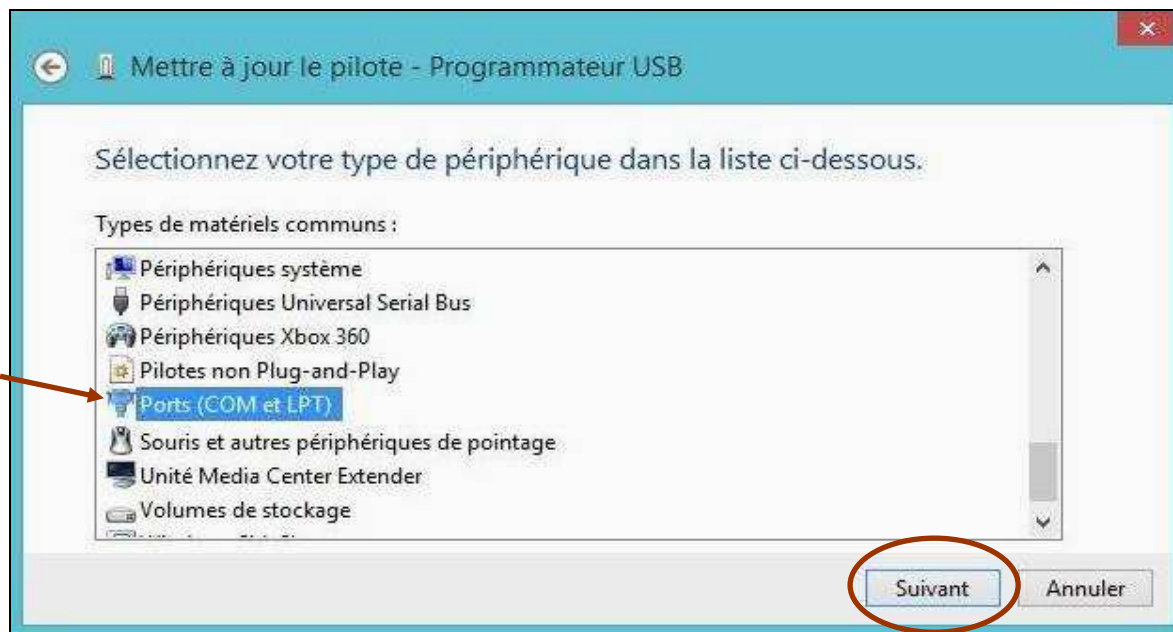 Mettre à jour le pilote - Programmateur USB
Sélectionnez votre type de périphérique dans la liste ci-dessous.
Types de matériels communs :
Périphériques système
Périphériques Universal Serial Bus
Périphériques Xbox 360
Pilotes non Plug-and-Play
Ports (COM et LPT)
Souris et autres périphériques de pointage
Unité Media Center Extender
Volumes de stockage
Suivant
Annuler